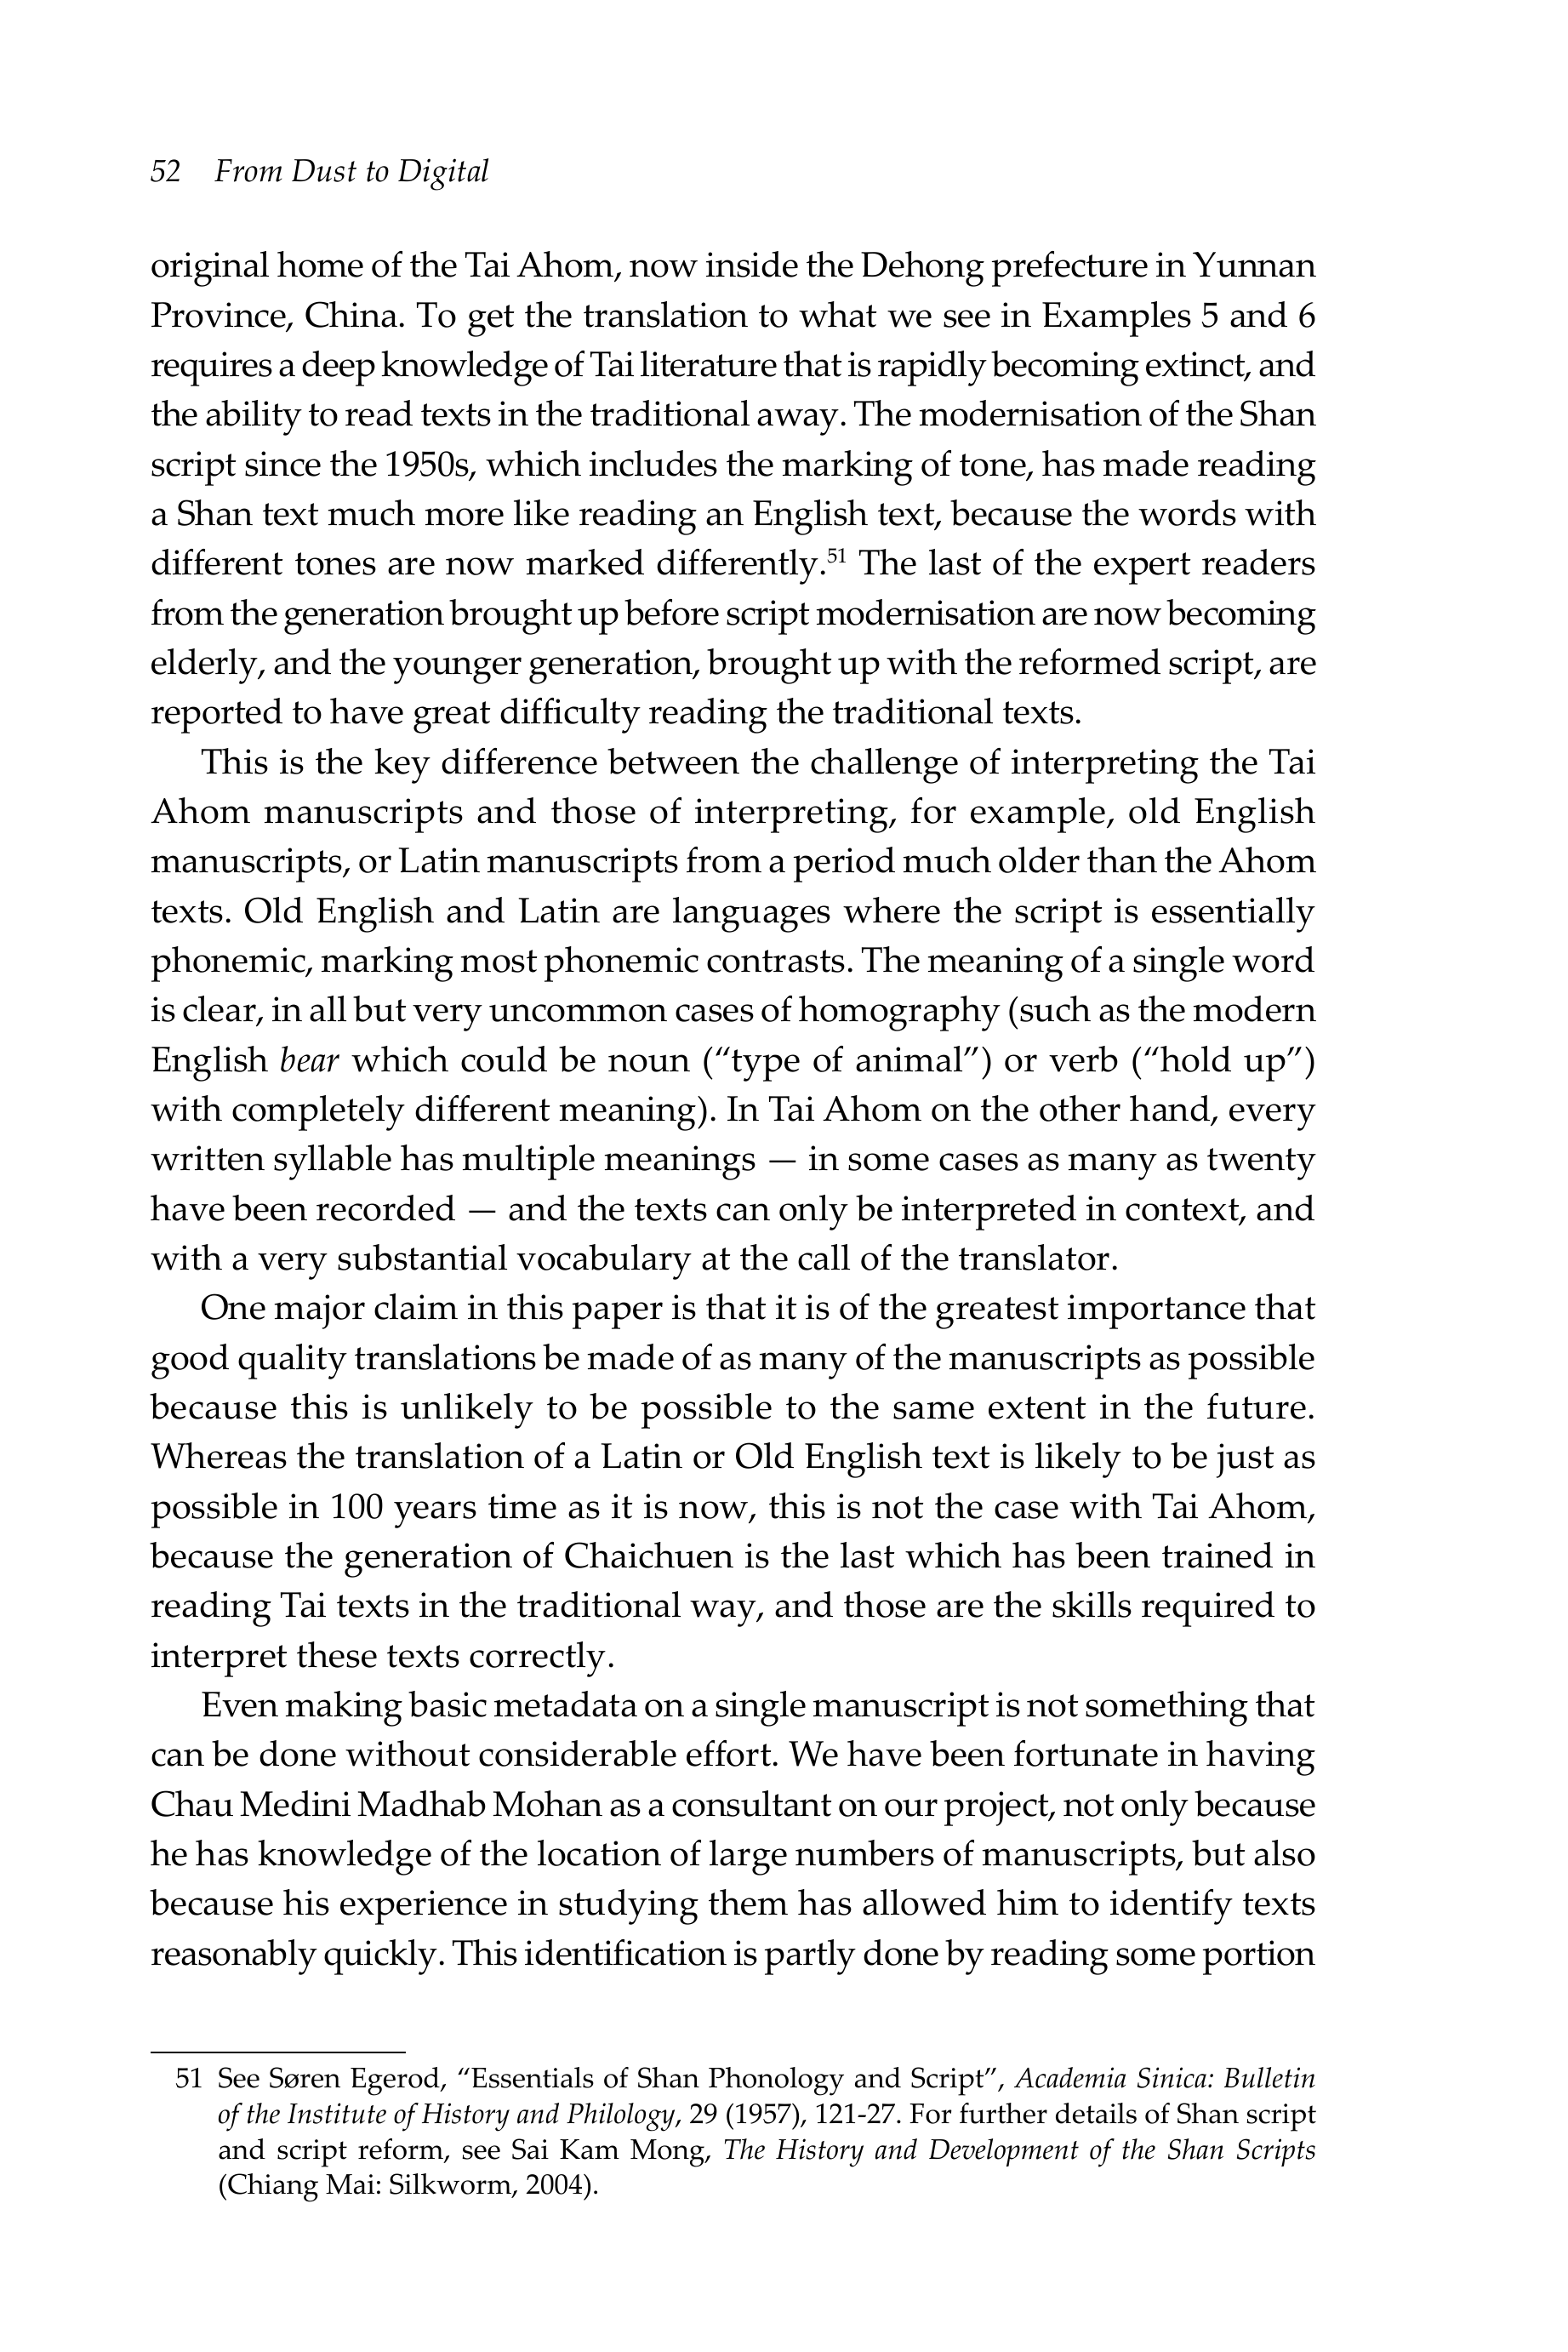 52 From Dust to Digital
original home of the Tai Ahom, now inside the Dehong prefecture in Yunnan
Province, China. To get the translation to what we see in Examples 5 and 6
requires a deep knowledge of Tai literature that is rapidly becoming extinct, and
the ability to read texts in the traditional away. The modernisation of the Shan
script since the 1950s, which includes the marking of tone, has made reading
a Shan text much more like reading an English text, because the words with
different tones are now marked differently.51 The last of the expert readers
from the generation brought up before script modernisation are now becoming
elderly, and the younger generation, brought up with the reformed script, are
reported to have great difficulty reading the traditional texts.
This is the key difference between the challenge of interpreting the Tai
Ahom manuscripts and those of interpreting, for example, old English
manuscripts, or Latin manuscripts from a period much older than the Ahom
texts. Old English and Latin are languages where the script is essentially
phonemic, marking most phonemic contrasts. The meaning of a single word
is clear, in all but very uncommon cases of homography (such as the modern
English bear which could be noun (“type of animal”) or verb (“hold up”)
with completely different meaning). In Tai Ahom on the other hand, every
written syllable has multiple meanings — in some cases as many as twenty
have been recorded — and the texts can only be interpreted in context, and
with a very substantial vocabulary at the call of the translator.
One major claim in this paper is that it is of the greatest importance that
good quality translations be made of as many of the manuscripts as possible
because this is unlikely to be possible to the same extent in the future.
Whereas the translation of a Latin or Old English text is likely to be just as
possible in 100 years time as it is now, this is not the case with Tai Ahom,
because the generation of Chaichuen is the last which has been trained in
reading Tai texts in the traditional way, and those are the skills required to
interpret these texts correctly.
Even making basic metadata on a single manuscript is not something that
can be done without considerable effort. We have been fortunate in having
Chau Medini Madhab Mohan as a consultant on our project, not only because
he has knowledge of the location of large numbers of manuscripts, but also
because his experience in studying them has allowed him to identify texts
reasonably quickly. This identification is partly done by reading some portion
51 See Søren Egerod, “Essentials of Shan Phonology and Script”, Academia Sinica: Bulletin
of the Institute of History and Philology, 29 (1957), 121-27. For further details of Shan script
and script reform, see Sai Kam Mong, The History and Development of the Shan Scripts
(Chiang Mai: Silkworm, 2004).